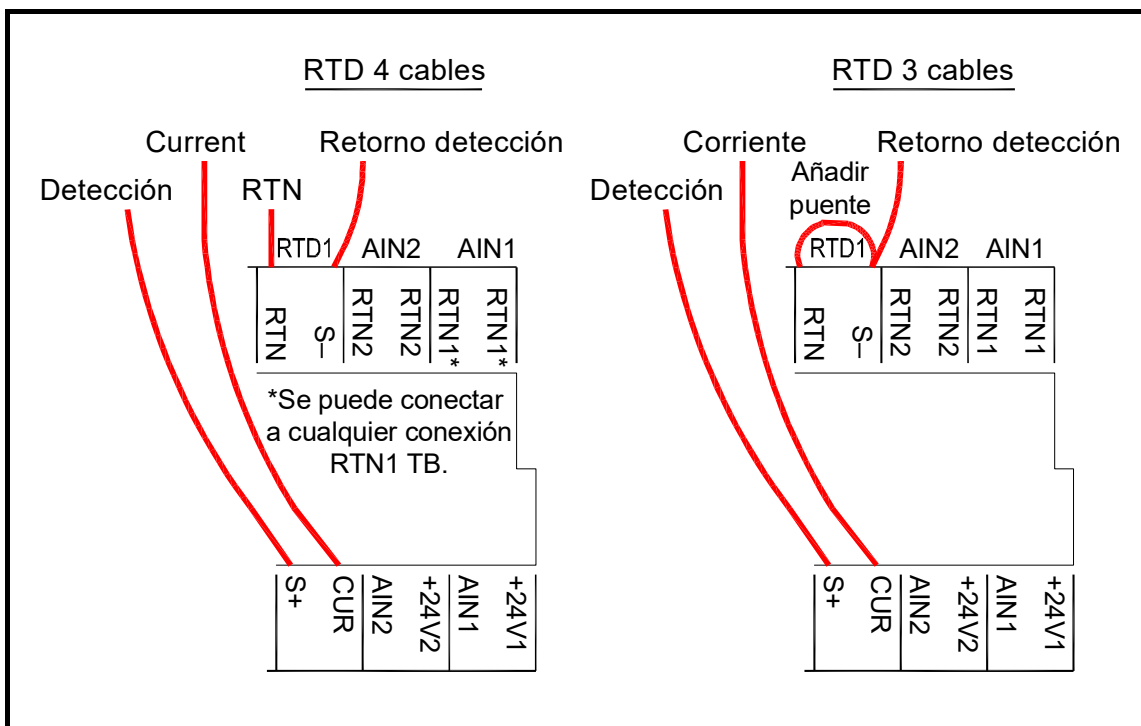 RTD 4 cables
Current
Retorno detección
Detección
RTN
RTD1
AIN2
AIN1
RTN
S–
RTN2
RTN2
RTN1*
RTN1*
*Se puede conectar
a cualquier conexión
RTN1 TB.
S+
CUR
AIN2
+24V2
AIN1
+24V1
RTD 3 cables
Corriente
Retorno detección
Detección
Añadir
puente
RTD1
AIN2
AIN1
RTN
S–
RTN2
RTN2
RTN1
RTN1
S+
CUR
AIN2
+24V2
AIN1
+24V1